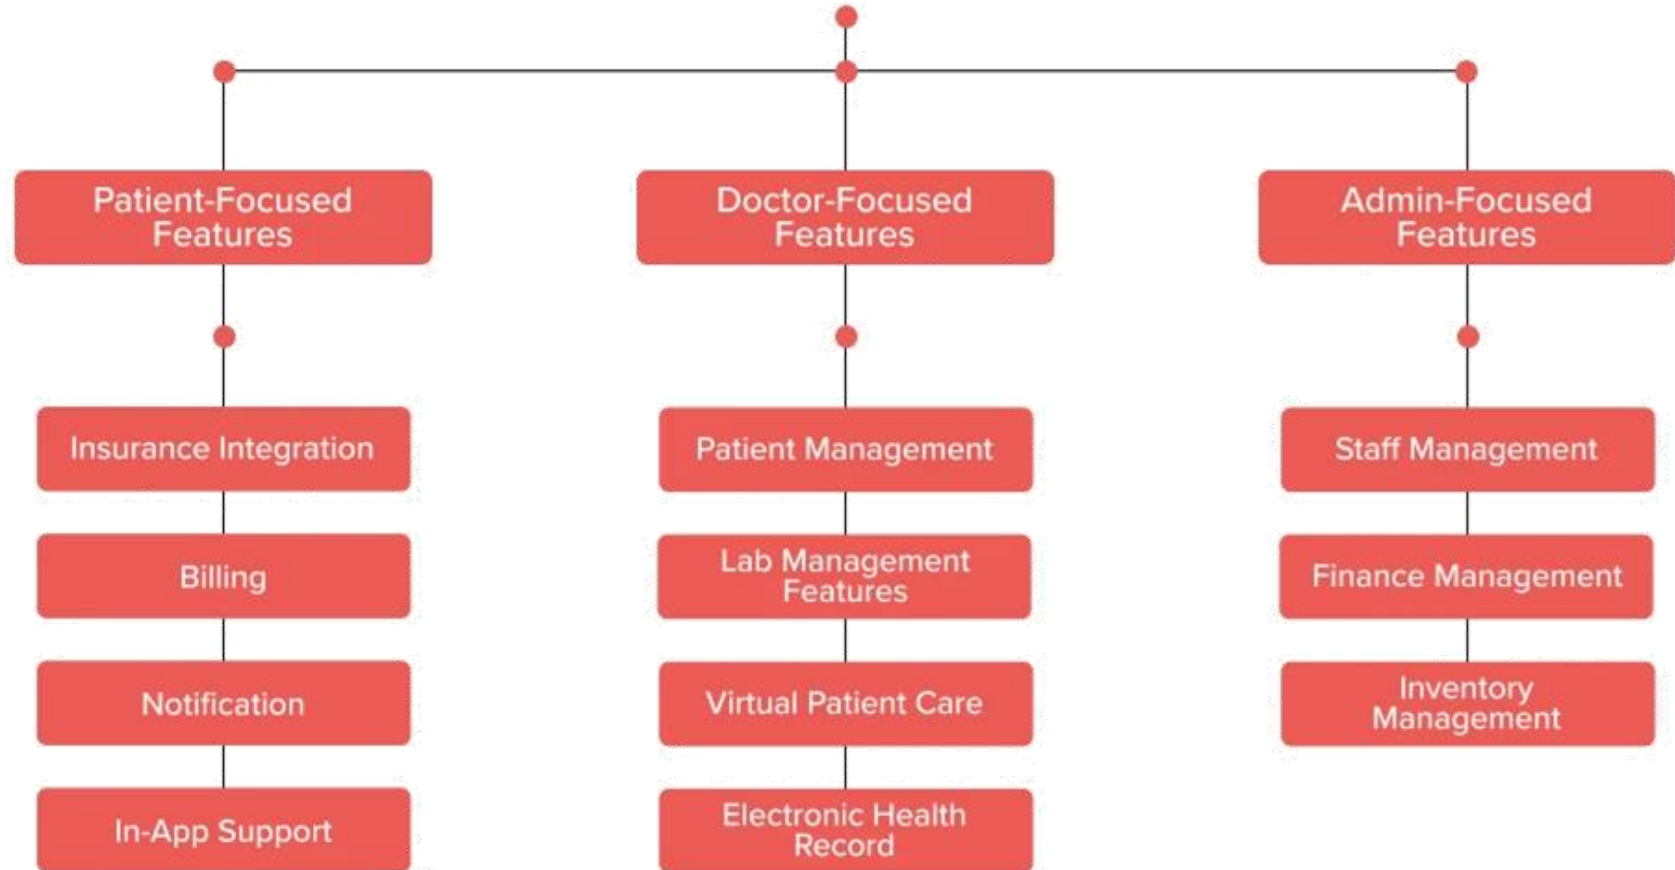 Patient-Focused
Features
Doctor-Focused
Features
Admin-Focused
Features
Insurance Integration
Billing
Notification
In-App Support
Patient Management
Lab Management
Features
Virtual Patient Care
Electronic Health
Record
Staff Management
Finance Management
Inventory
Management